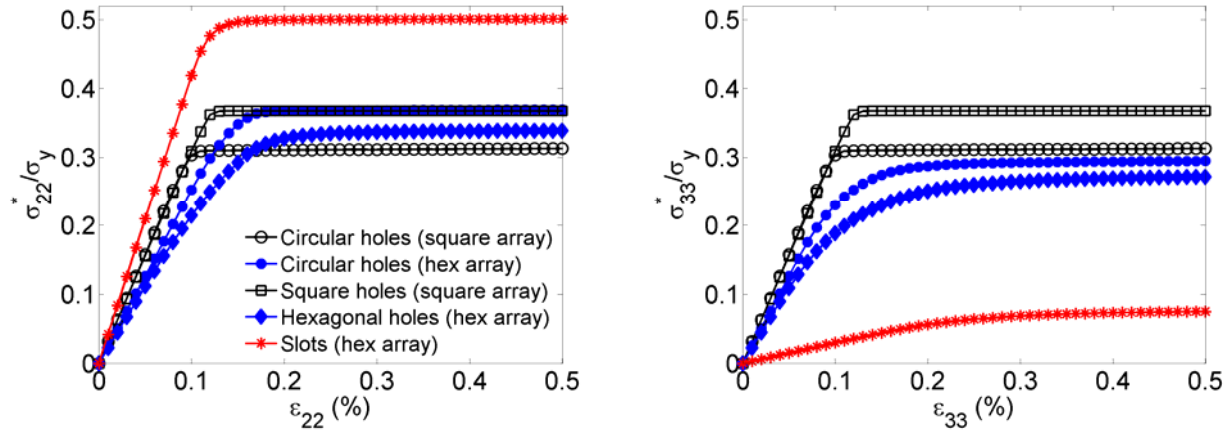 0.5
0.4
0.3
0.2
0.1
0
σ*22/σy
0 0.1 0.2 0.3 0.4 0.5
ε22 (%)
Circular holes (square array)
Circular holes (hex array)
Square holes (square array)
Hexagonal holes (hex array)
Slots (hex array)
0.5
0.4
0.3
0.2
0.1
0
σ*33/σy
0 0.1 0.2 0.3 0.4 0.5
ε33 (%)